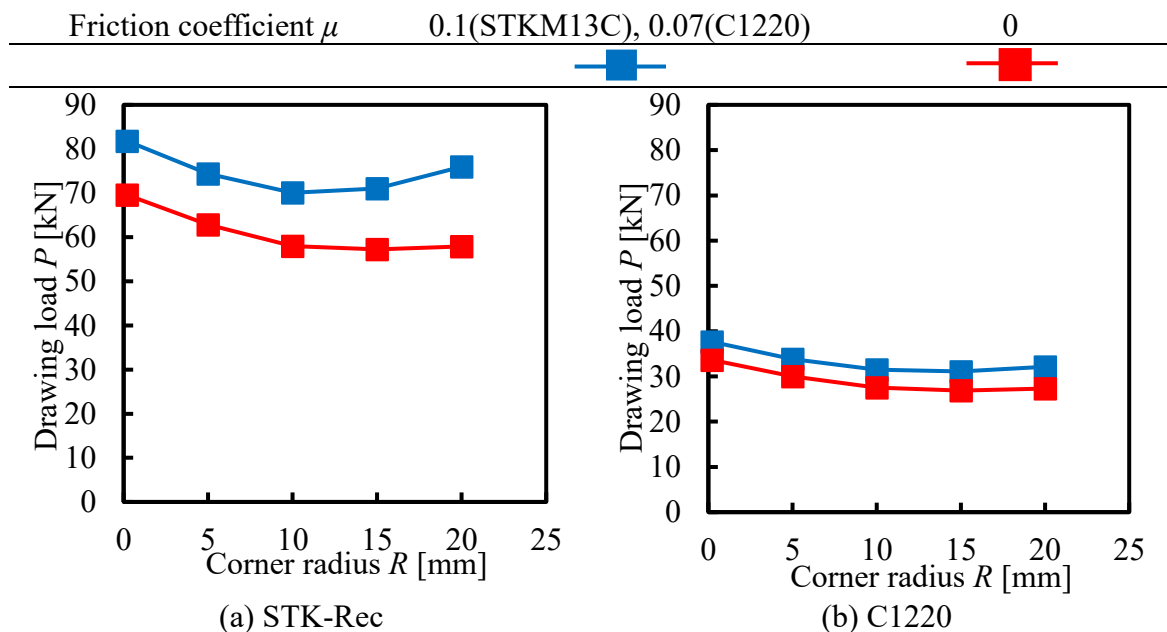 Friction coefficient μ 0.1(STKM13C), 0.07(C1220) 0
Drawing load P [kN]
90
80
70
60
50
40
30
20
10
0
0 5 10 15 20 25
Corner radius R [mm]
(a) STK-Rec
Drawing load P [kN]
90
80
70
60
50
40
30
20
10
0
0 5 10 15 20 25
Corner radius R [mm]
(b) C1220